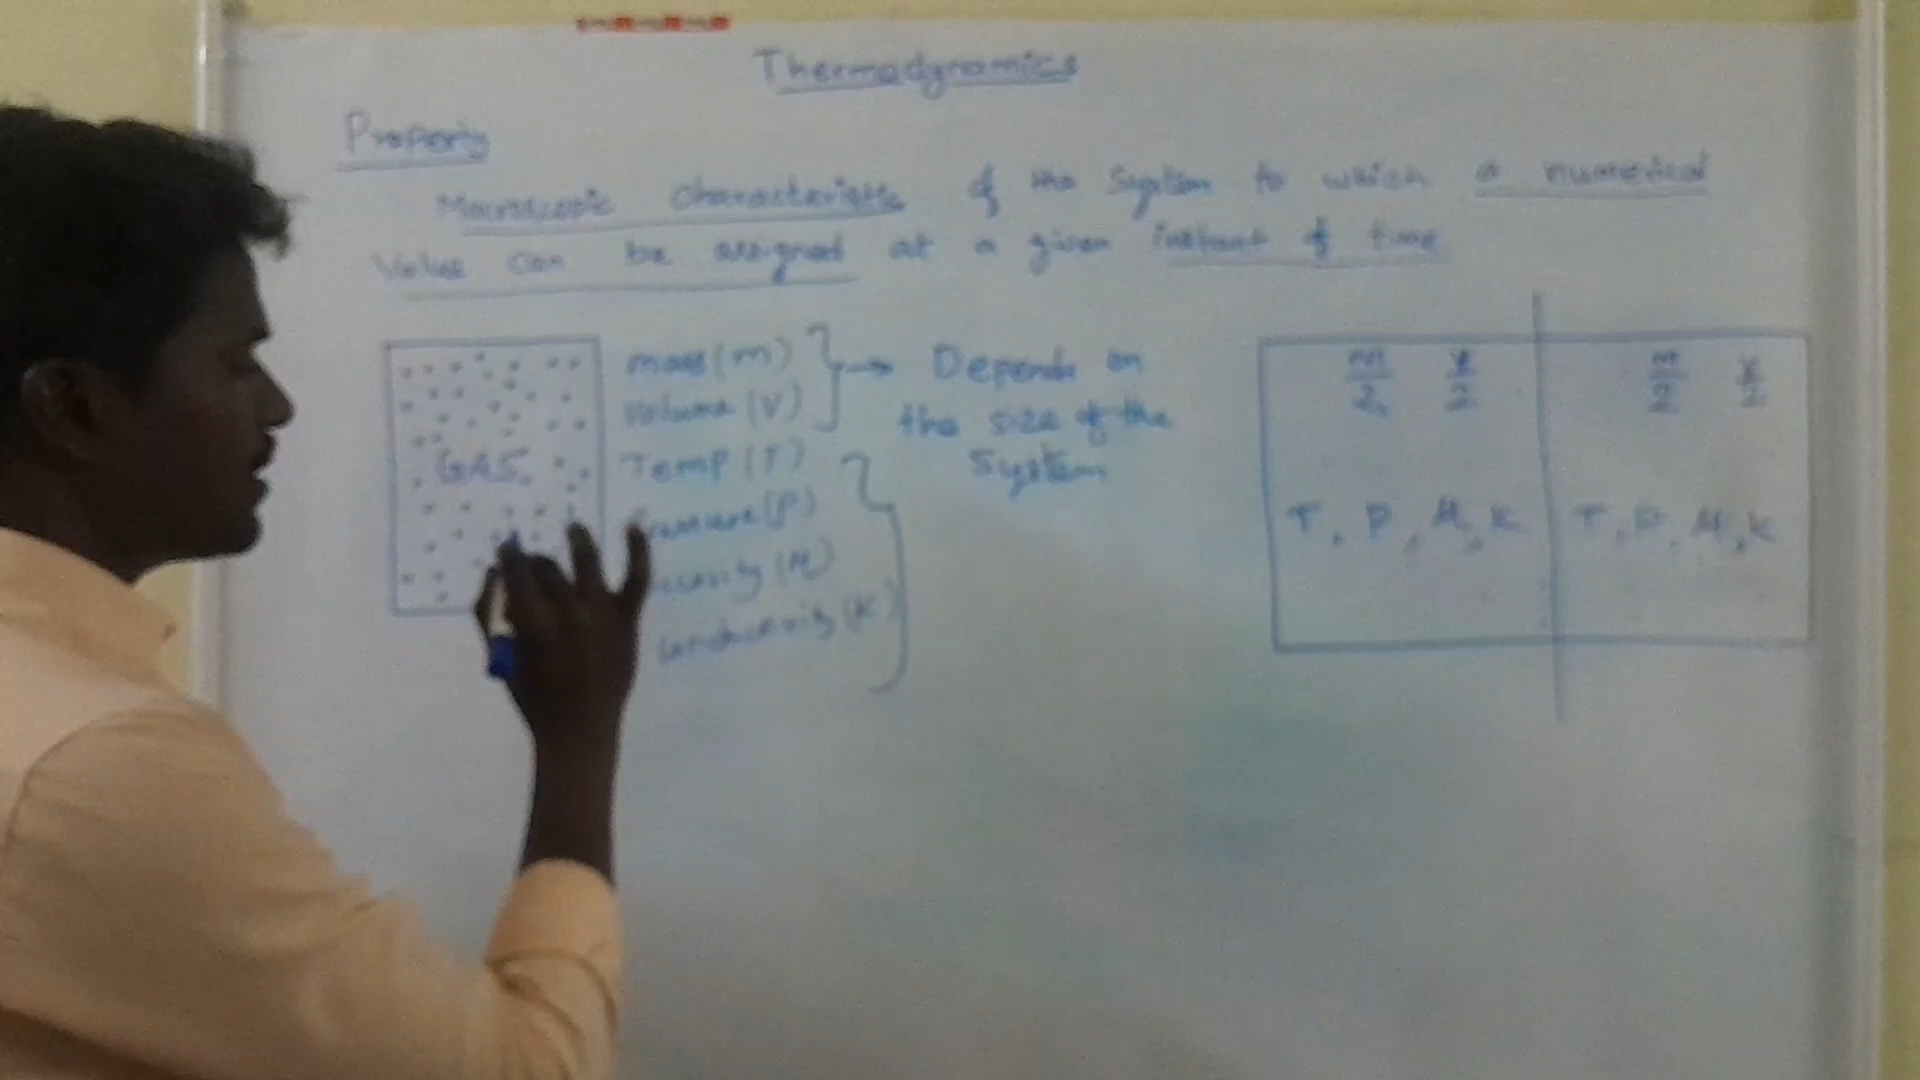 Thermodynamics
Property
Macroscopic characteristic of the System to which a numerical
Value can be assigned at a given instant of time
GAS
mass (m)
volume (V)
Temp (T)
Pressure (P)
(μ)
(K)
→ Depends on
the size of the
System
m/2 V/2
T, P, μ, K
m/2 V/2
T, P, μ, K